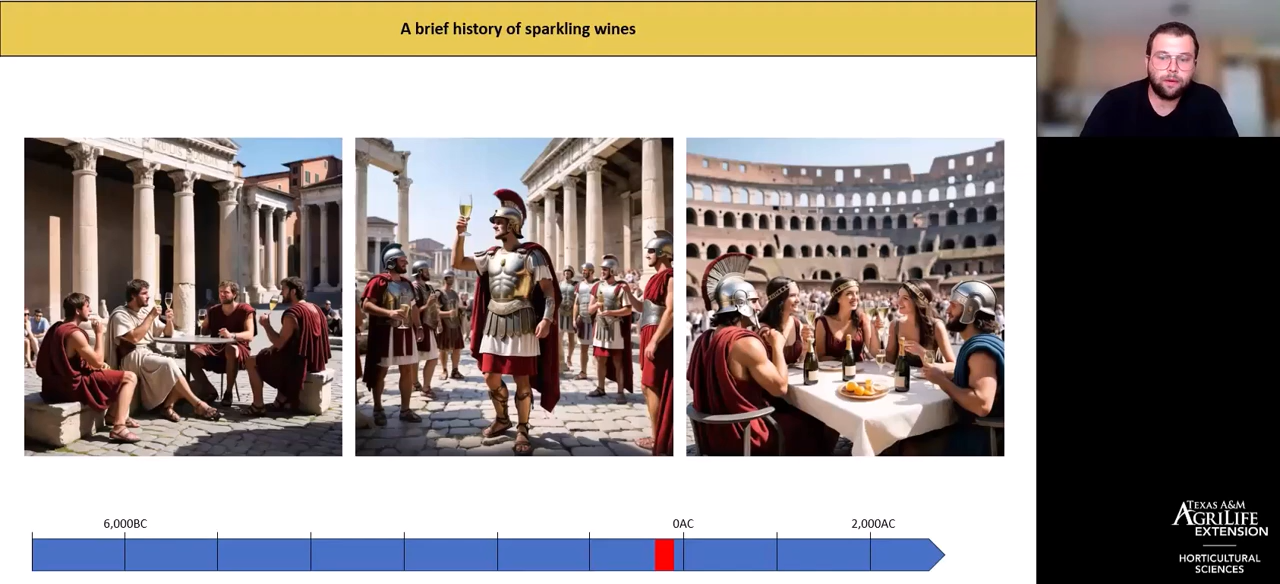 A brief history of sparkling wines
6,000BC
0AC
2,000AC
TEXAS A&M
AGRILIFE
EXTENSION
HORTICULTURAL
SCIENCES